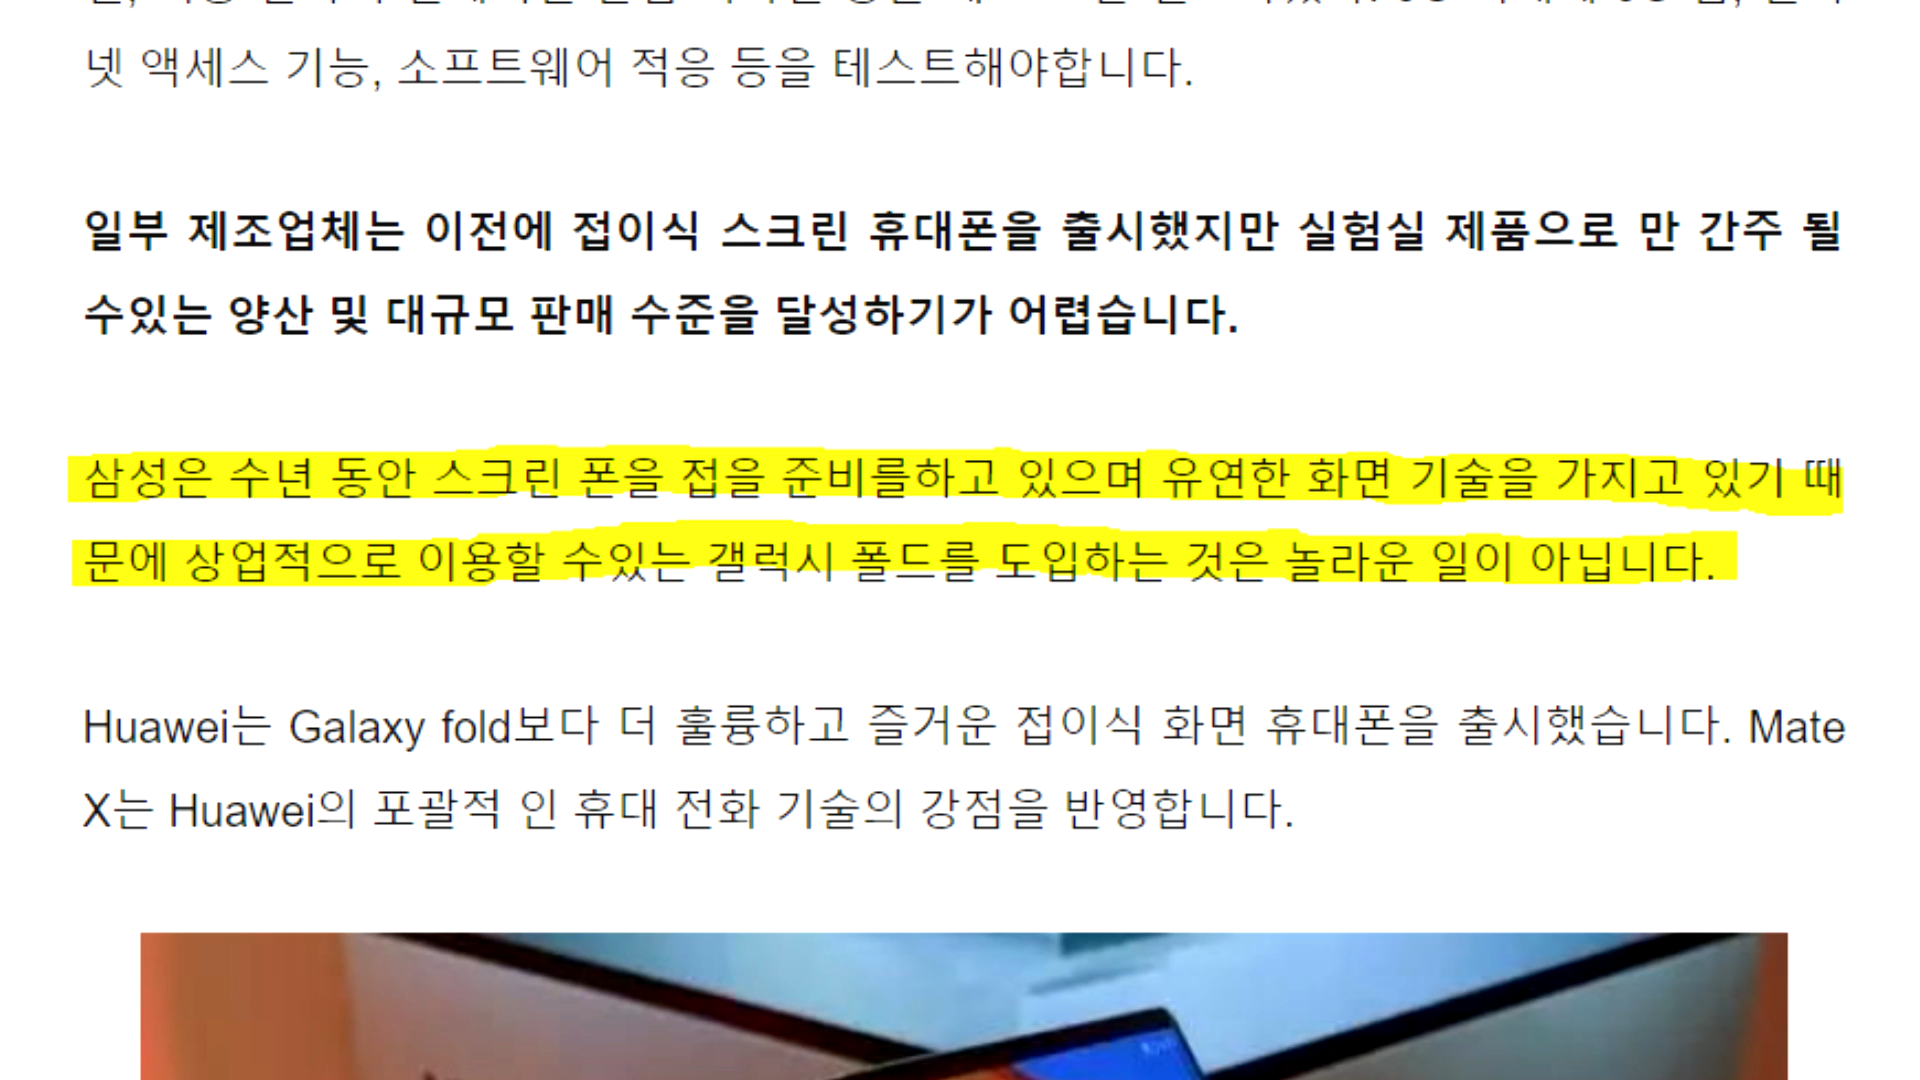 넷 액세스 기능, 소프트웨어 적응 등을 테스트해야합니다.
일부 제조업체는 이전에 접이식 스크린 휴대폰을 출시했지만 실험실 제품으로 만 간주 될
수있는 양산 및 대규모 판매 수준을 달성하기가 어렵습니다.
삼성은 수년 동안 스크린 폰을 접을 준비를하고 있으며 유연한 화면 기술을 가지고 있기 때
문에 상업적으로 이용할 수있는 갤럭시 폴드를 도입하는 것은 놀라운 일이 아닙니다.
Huawei는 Galaxy fold보다 더 훌륭하고 즐거운 접이식 화면 휴대폰을 출시했습니다. Mate
X는 Huawei의 포괄적 인 휴대 전화 기술의 강점을 반영합니다.